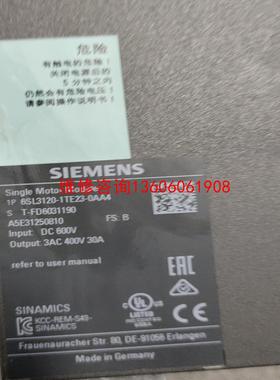 危险
有触电的危险！
关闭电源后的
5 分钟之内
仍然会有电压！
请参阅操作说明书！
SIEMENS
维修咨询13606061908
Single Motor Module
1P 6SL3120-1TE23-0AA4
S T-FD6031190
A5E31250810
FS: B
Input: DC 600V
Output: 3AC 400V 30A
refer to user manual
EAC
SINAMICS
KCC-REM-S49-
SINAMICS
c UL US
LISTED
CE
Frauenauracher Str. 80, DE-91056 Erlangen
Made in Germany